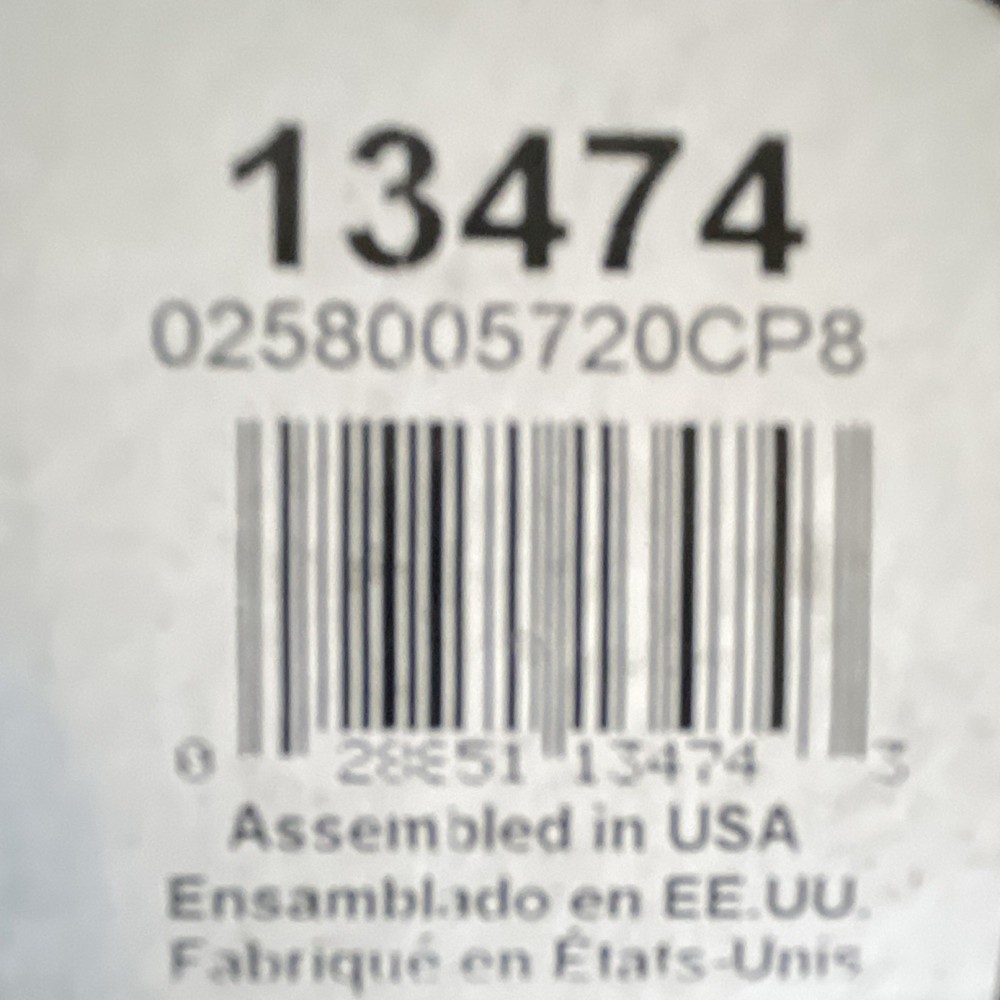 13474
0258005720CP8
0 28851 13474 3
Assembled in USA
Ensamblado en EE.UU.
Fabriqué en États-Unis